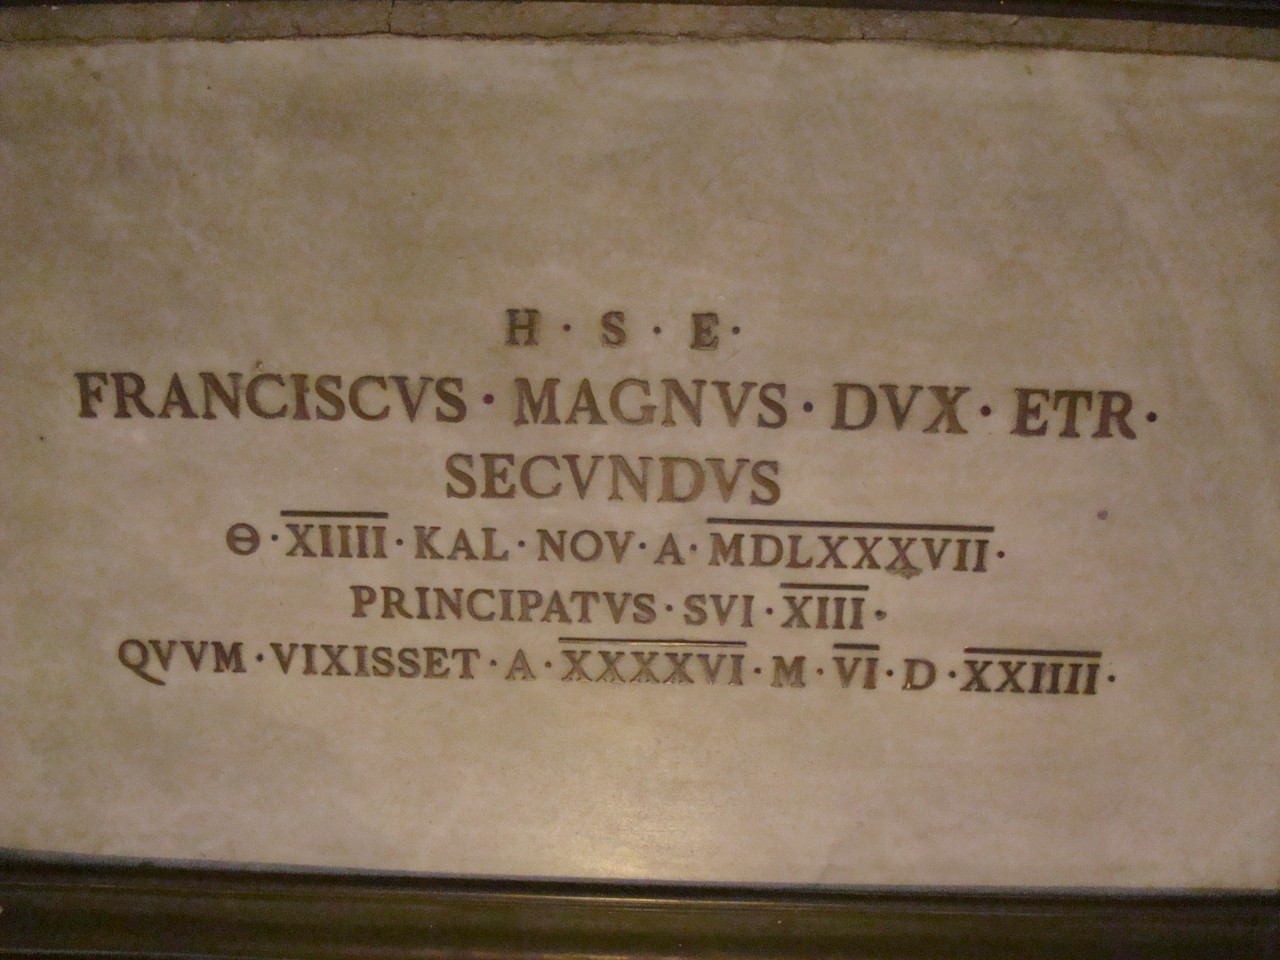 H · S · E ·
FRANCISCVS · MAGNVS · DVX · ETR ·
SECVNDVS
Θ · XIIII · KAL · NOV · A · MDLXXXVII ·
PRINCIPATVS · SVI · XIII ·
QVVM · VIXISSET · A · XXXXVI · M · VI · D · XXIIII ·